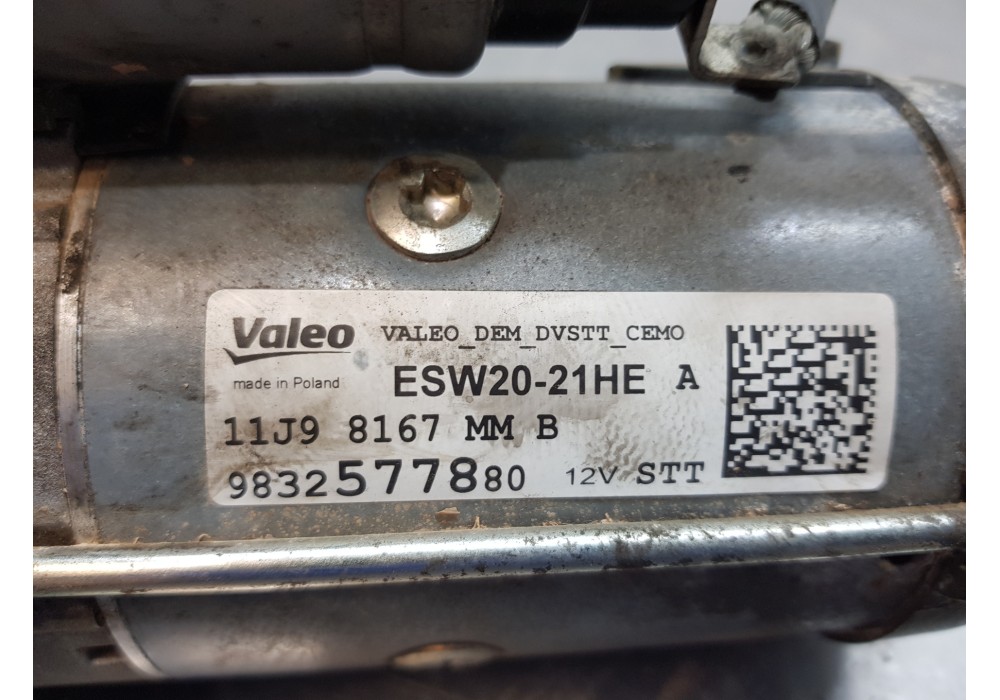 Valeo VALEO_DEM_DVSTT_CEMO
made in Poland ESW20-21HE A
11J9 8167 MM B
9832577880 12V STT